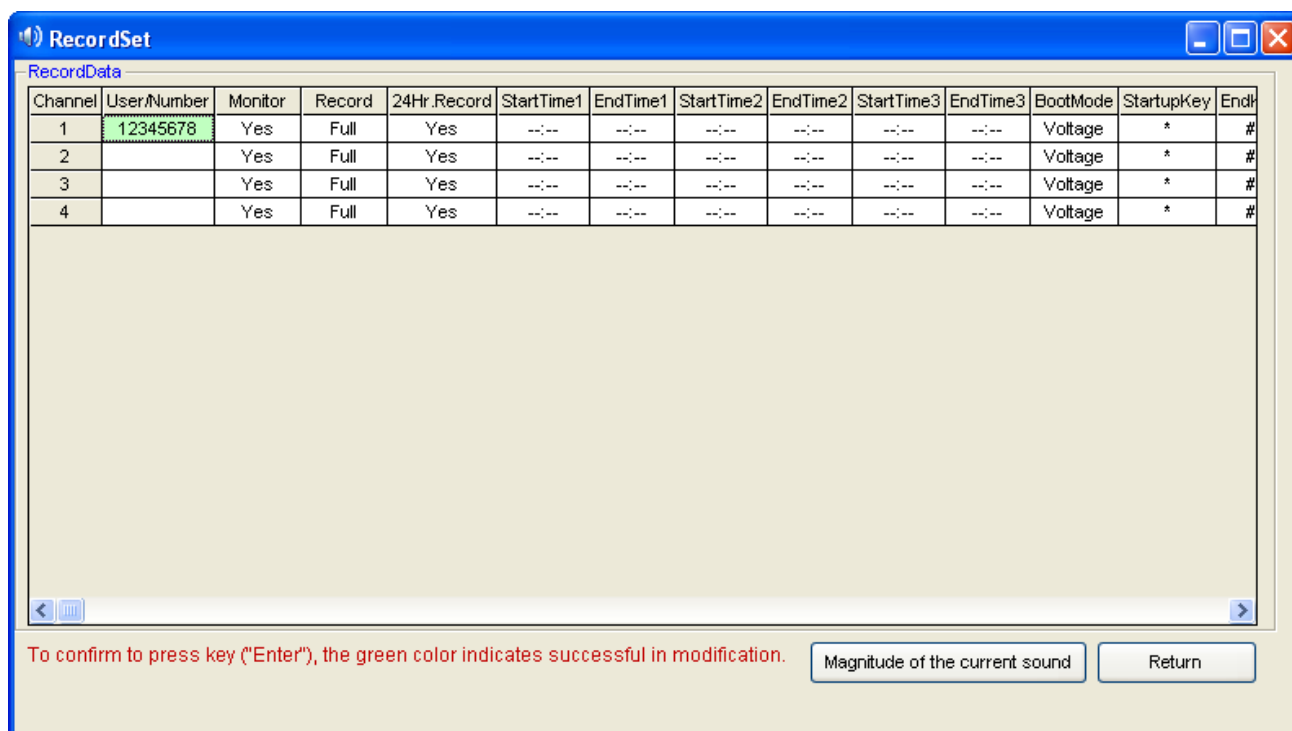 RecordSet
RecordData
Channel User/Number Monitor Record 24Hr.Record StartTime1 EndTime1 StartTime2 EndTime2 StartTime3 EndTime3 BootMode StartupKey
1 12345678 Yes Full Yes --:-- --:-- --:-- --:-- --:-- --:-- Voltage * #
2 Yes Full Yes --:-- --:-- --:-- --:-- --:-- --:-- Voltage * #
3 Yes Full Yes --:-- --:-- --:-- --:-- --:-- --:-- Voltage * #
4 Yes Full Yes --:-- --:-- --:-- --:-- --:-- --:-- Voltage * #
To confirm to press key ("Enter"), the green color indicates successful in modification.
Magnitude of the current sound
Return